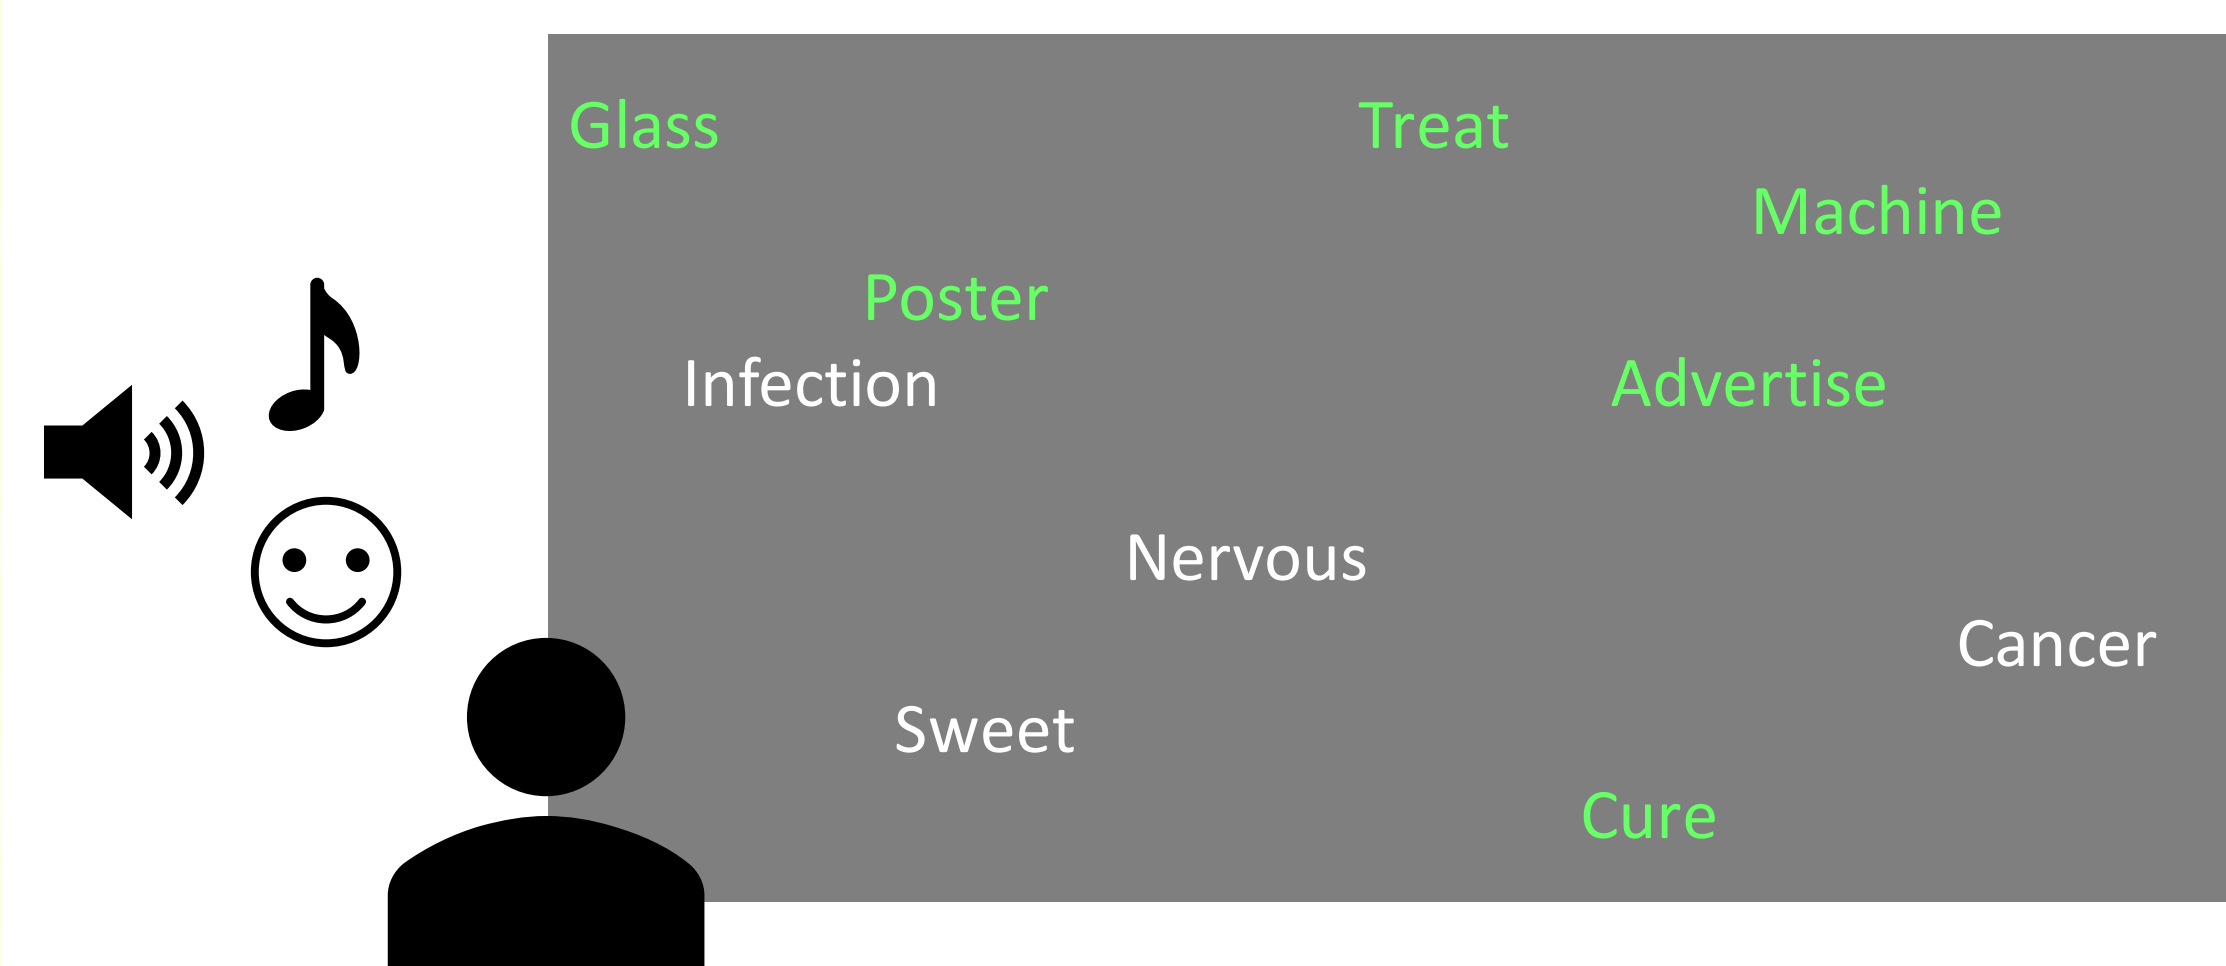 Glass
Treat
Machine
Poster
Infection
Advertise
Nervous
Cancer
Sweet
Cure